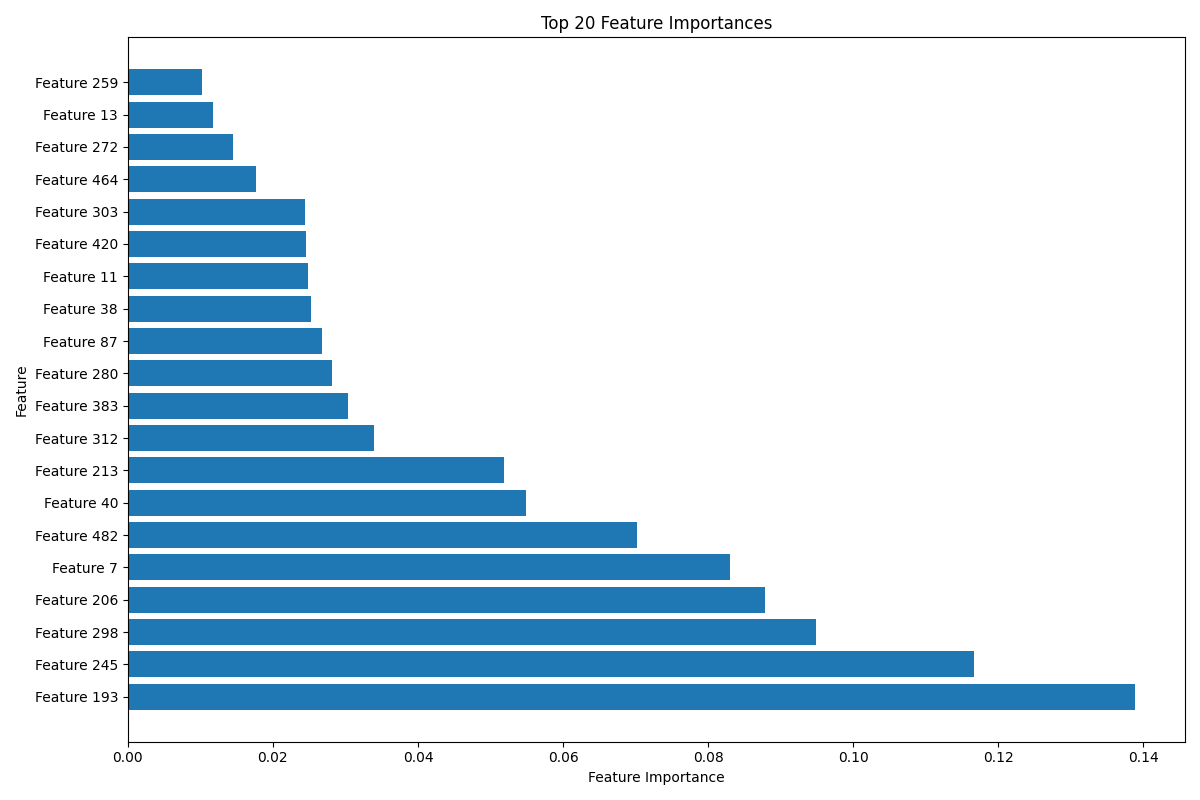 Top 20 Feature Importances
Feature
Feature 259
Feature 13
Feature 272
Feature 464
Feature 303
Feature 420
Feature 11
Feature 38
Feature 87
Feature 280
Feature 383
Feature 312
Feature 213
Feature 40
Feature 482
Feature 7
Feature 206
Feature 298
Feature 245
Feature 193
0.00 0.02 0.04 0.06 0.08 0.10 0.12 0.14
Feature Importance